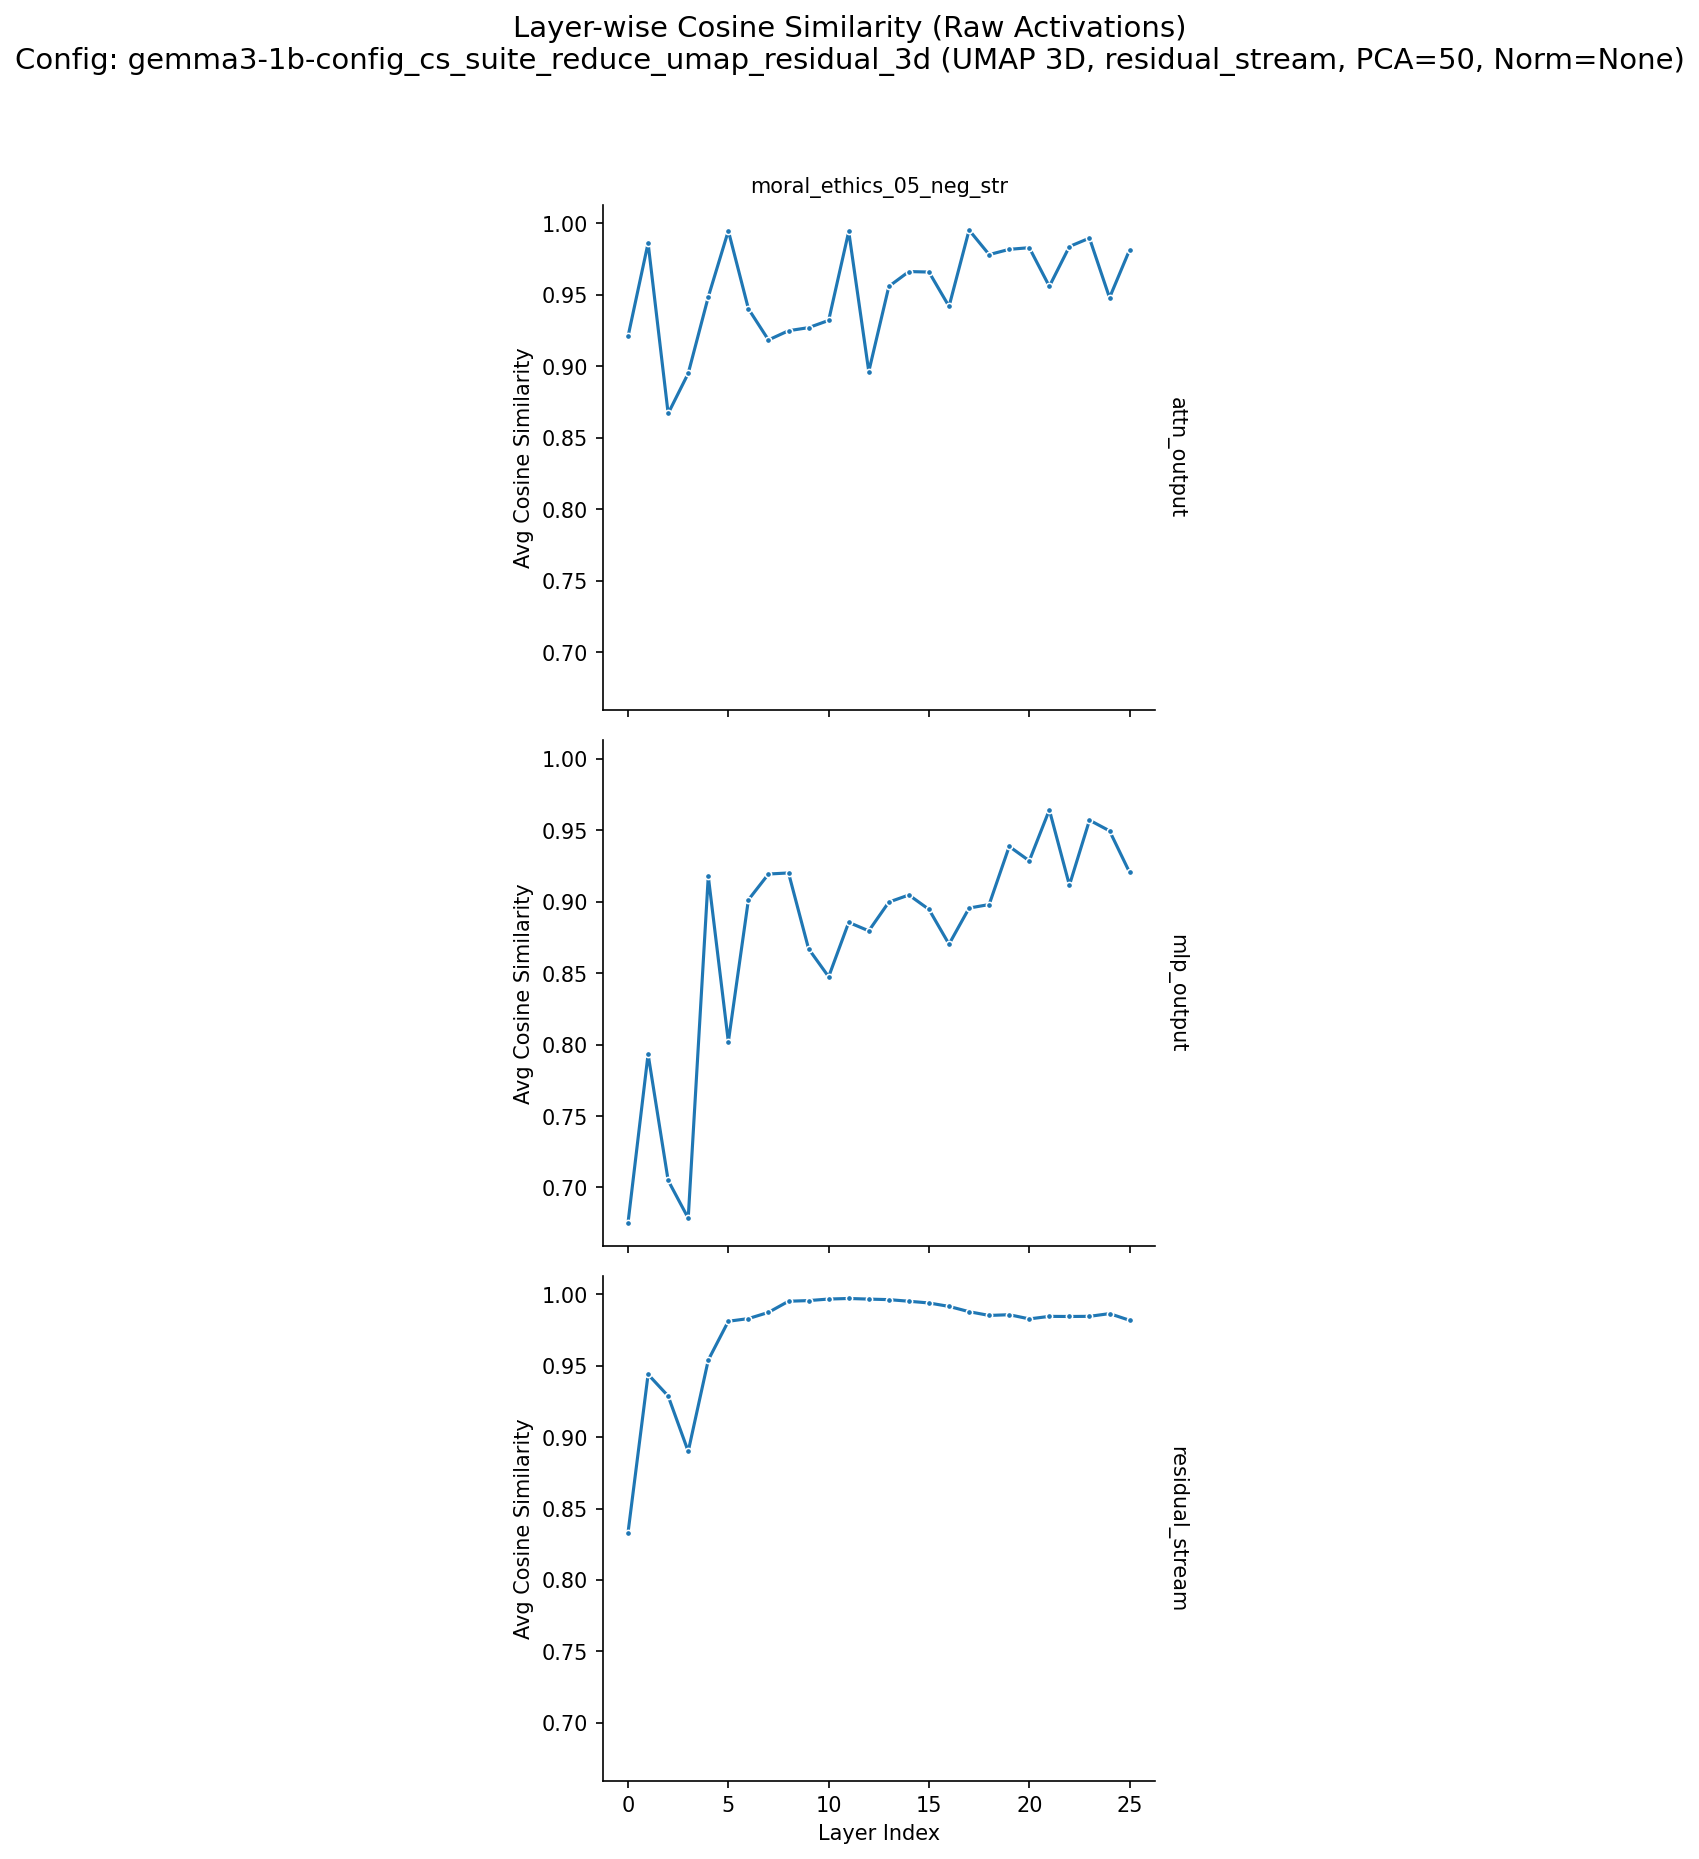 Layer-wise Cosine Similarity (Raw Activations)
Config: gemma3-1b-config_cs_suite_reduce_umap_residual_3d (UMAP 3D, residual_stream, PCA=50, Norm=None)
moral_ethics_05_neg_str
1.00
0.95
0.90
0.85
0.80
0.75
0.70
Avg Cosine Similarity
attn_output
1.00
0.95
0.90
0.85
0.80
0.75
0.70
Avg Cosine Similarity
mlp_output
1.00
0.95
0.90
0.85
0.80
0.75
0.70
Avg Cosine Similarity
residual_stream
0 5 10 15 20 25
Layer Index